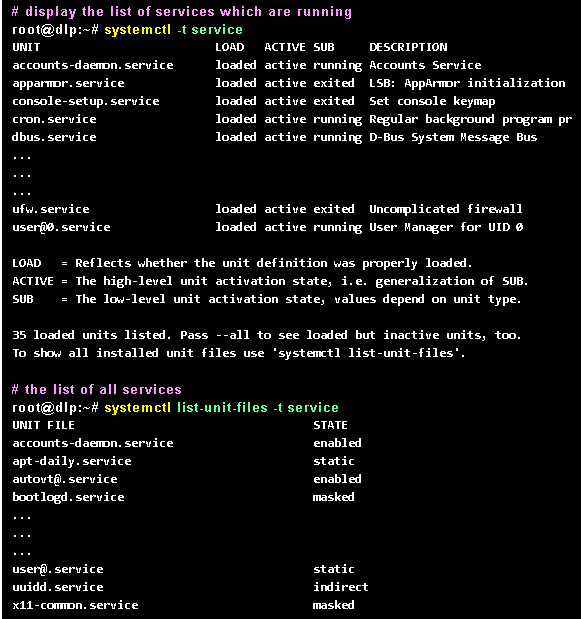 # display the list of services which are running
root@dlp:~# systemctl -t service
UNIT LOAD ACTIVE SUB DESCRIPTION
accounts-daemon.service loaded active running Accounts Service
apparmor.service loaded active exited LSB: AppArmor initialization
console-setup.service loaded active exited Set console keymap
cron.service loaded active running Regular background program pr
dbus.service loaded active running D-Bus System Message Bus
...
...
...
ufw.service loaded active exited Uncomplicated firewall
user@0.service loaded active running User Manager for UID 0
LOAD = Reflects whether the unit definition was properly loaded.
ACTIVE = The high-level unit activation state, i.e. generalization of SUB.
SUB = The low-level unit activation state, values depend on unit type.
35 loaded units listed. Pass --all to see loaded but inactive units, too.
To show all installed unit files use 'systemctl list-unit-files'.
# the list of all services
root@dlp:~# systemctl list-unit-files -t service
UNIT FILE STATE
accounts-daemon.service enabled
apt-daily.service static
autovt@.service enabled
bootlogd.service masked
...
...
...
user@.service static
uuidd.service indirect
x11-common.service masked